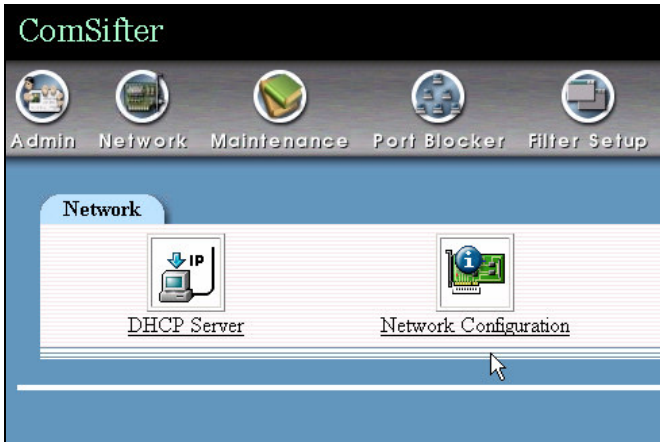 ComSifter
Admin Network Maintenance Port Blocker Filter Setup
Network
IP
DHCP Server Network Configuration